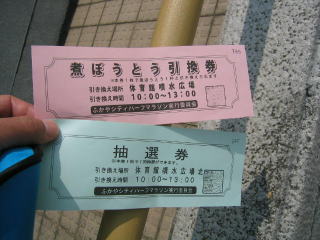 煮ぼうとう引換券
引き換え場所 体育館噴水広場
引き換え時間 10:00～13:00
ふかやシティハーフマラソン実行委員会
抽選券
引き換え場所 体育館噴水広場
引き換え時間 10:00～13:00
ふかやシティハーフマラソン実行委員会